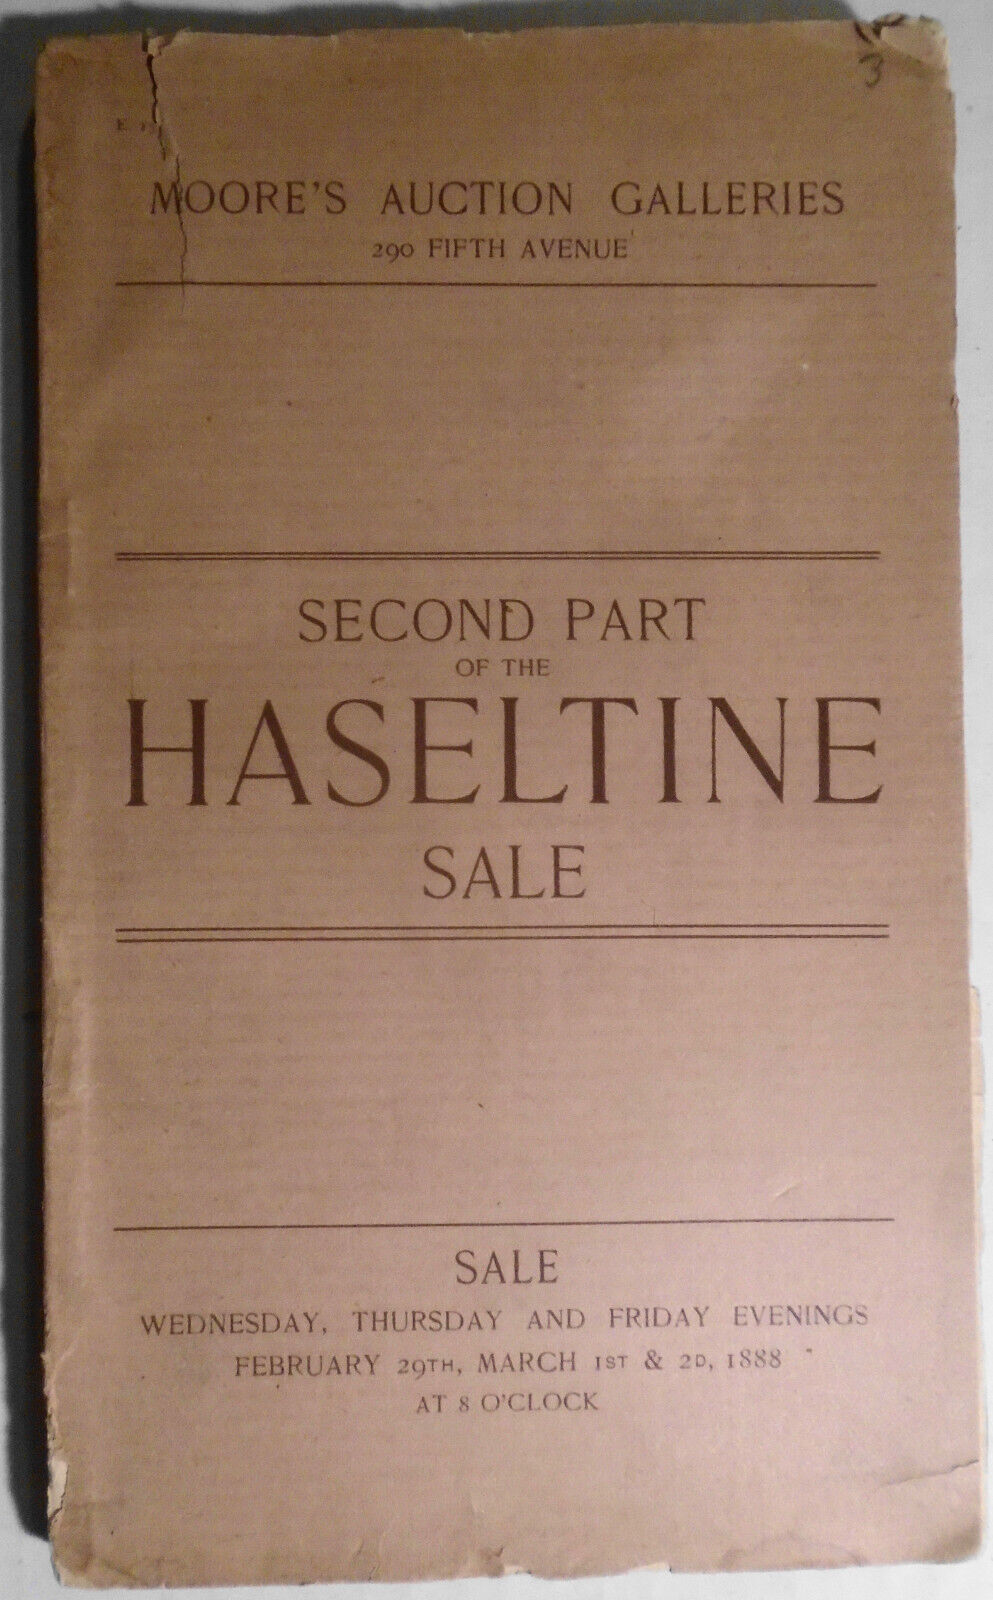 3
MOORE'S AUCTION GALLERIES
290 FIFTH AVENUE
SECOND PART
OF THE
HASELTINE
SALE
SALE
WEDNESDAY, THURSDAY AND FRIDAY EVENINGS
FEBRUARY 29TH, MARCH 1ST & 2D, 1888
AT 8 O'CLOCK